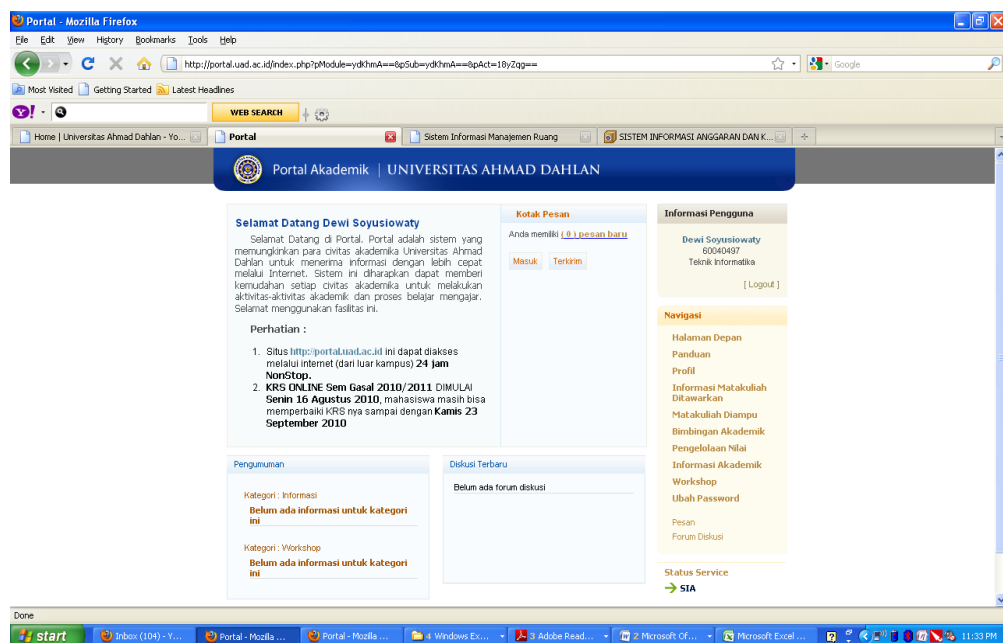 Portal - Mozilla Firefox
File Edit View History Bookmarks Tools Help
http://portal.uad.ac.id/index.php?pModule=ydKhmA==&pSub=ydKhmA==&pAct=18yZqg==
Google
Most Visited Getting Started Latest Headlines
WEB SEARCH
Home | Universitas Ahmad Dahlan - Yo...
Portal
Sistem Informasi Manajemen Ruang
SISTEM INFORMASI ANGGARAN DAN K...
Portal Akademik | UNIVERSITAS AHMAD DAHLAN
Selamat Datang Dewi Soyusiowaty
Selamat Datang di Portal. Portal adalah sistem yang
memungkinkan para civitas akademika Universitas Ahmad
Dahlan untuk menerima informasi dengan lebih cepat
melalui Internet. Sistem ini diharapkan dapat memberi
kemudahan setiap civitas akademika untuk melakukan
aktivitas-aktivitas akademik dan proses belajar mengajar.
Selamat menggunakan fasilitas ini.
Perhatian :
1. Situs http://portal.uad.ac.id ini dapat diakses
melalui internet (dari luar kampus) 24 jam
NonStop.
2. KRS ONLINE Sem Gasal 2010/2011 DIMULAI
Senin 16 Agustus 2010, mahasiswa masih bisa
memperbaiki KRS nya sampai dengan Kamis 23
September 2010
Kotak Pesan
Anda memiliki ( 0 ) pesan baru
Masuk Terkirim
Informasi Pengguna
Dewi Soyusiowaty
60040497
Teknik Informatika
[ Logout ]
Navigasi
Halaman Depan
Panduan
Profil
Informasi Matakuliah
Ditawarkan
Matakuliah Diampu
Bimbingan Akademik
Pengelolaan Nilai
Informasi Akademik
Workshop
Ubah Password
Pesan
Forum Diskusi
Status Service
SIA
Pengumuman
Kategori : Informasi
Belum ada informasi untuk kategori
ini
Kategori : Workshop
Belum ada informasi untuk kategori
ini
Diskusi Terbaru
Belum ada forum diskusi
Done
start
Inbox (104) - Y...
Portal - Mozilla ...
Portal - Mozilla ...
4 Windows Ex...
3 Adobe Read...
2 Microsoft Of...
Microsoft Excel ...
11:33 PM